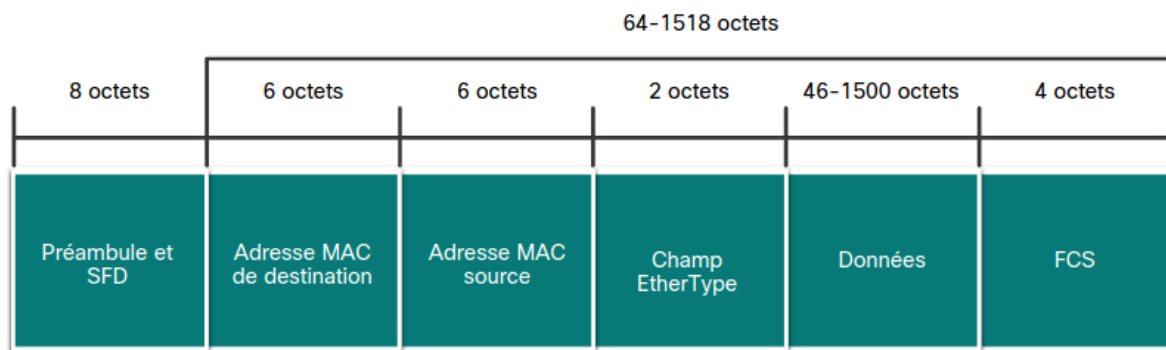 64-1518 octets
8 octets
6 octets
6 octets
2 octets
46-1500 octets
4 octets
Préambule et
SFD
Adresse MAC
de destination
Adresse MAC
source
Champ
EtherType
Données
FCS